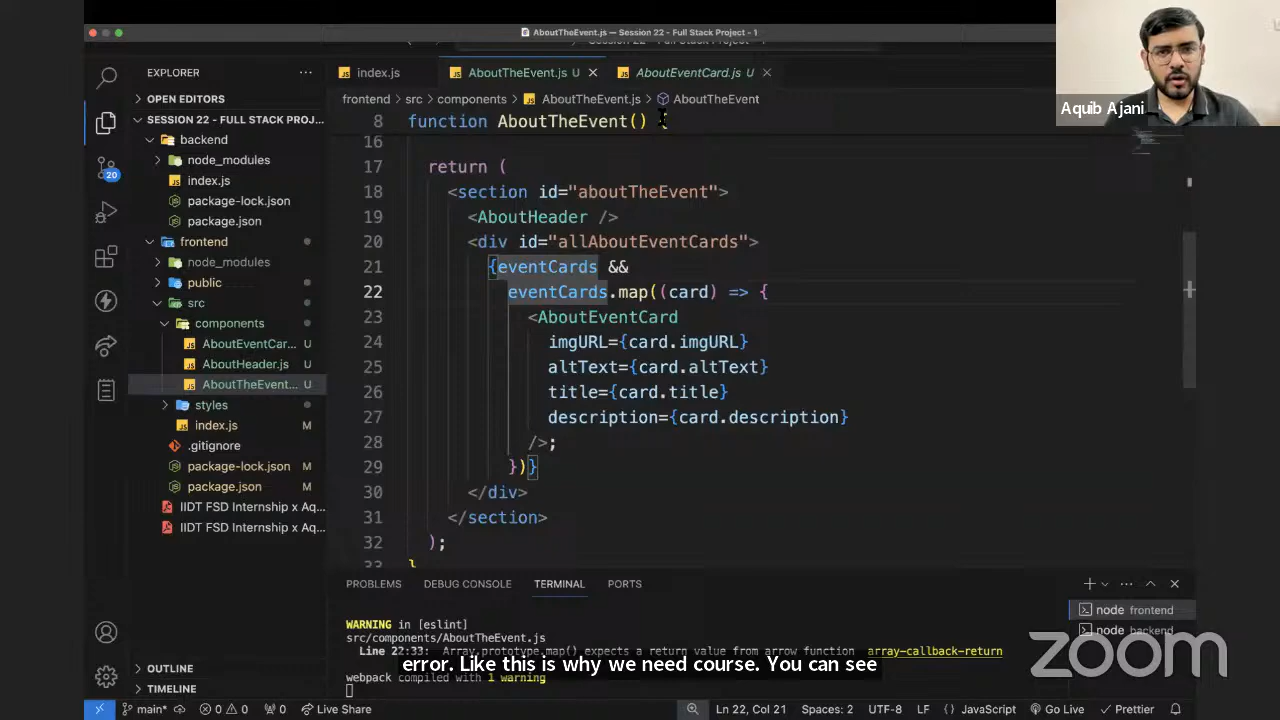 AboutTheEvent.js — Session 22 - Full Stack Project - 1
Aquib Ajani
EXPLORER
OPEN EDITORS
SESSION 22 - FULL STACK PROJ...
backend
node_modules
index.js
package-lock.json
package.json
frontend
node_modules
public
src
components
AboutEventCar... U
AboutHeader.js U
AboutTheEvent... U
styles
index.js M
.gitignore
package-lock.json M
package.json M
IIDT FSD Internship x Aq...
IIDT FSD Internship x Aq...
OUTLINE
TIMELINE
20
index.js
AboutTheEvent.js U
AboutEventCard.js U
frontend > src > components > AboutTheEvent.js > AboutTheEvent
8 function AboutTheEvent() {
16
17 return (
18 <section id="aboutTheEvent">
19 <AboutHeader />
20 <div id="allAboutEventCards">
21 {eventCards &&
22 eventCards.map((card) => {
23 <AboutEventCard
24 imgURL={card.imgURL}
25 altText={card.altText}
26 title={card.title}
27 description={card.description}
28 />;
29 })}
30 </div>
31 </section>
32 );
33 }
PROBLEMS DEBUG CONSOLE TERMINAL PORTS
WARNING in [eslint]
src/components/AboutTheEvent.js
Line 22:33: Array.prototype.map() expects a return value from arrow function array-callback-return
error. Like this is why we need course. You can see
webpack compiled with 1 warning
node frontend
node backend
zoom
main* 0 0 0 Live Share
Ln 22, Col 21 Spaces: 2 UTF-8 LF {} JavaScript Go Live Prettier